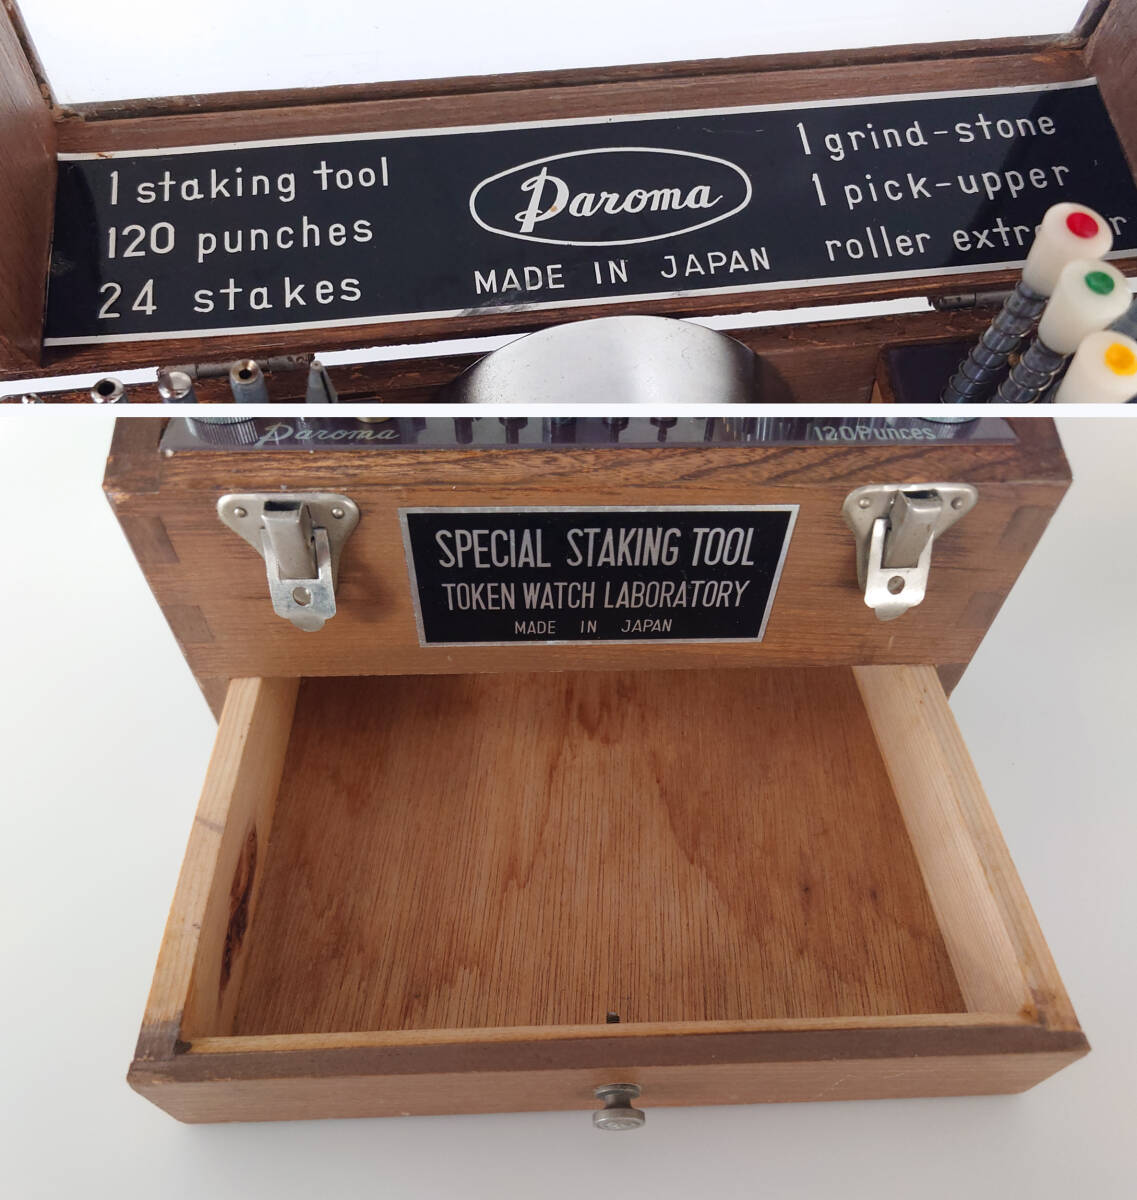 1 staking tool
120 punches
24 stakes
Paroma
MADE IN JAPAN
1 grind-stone
1 pick-upper
roller
Paroma
120Punces
SPECIAL STAKING TOOL
TOKEN WATCH LABORATORY
MADE IN JAPAN